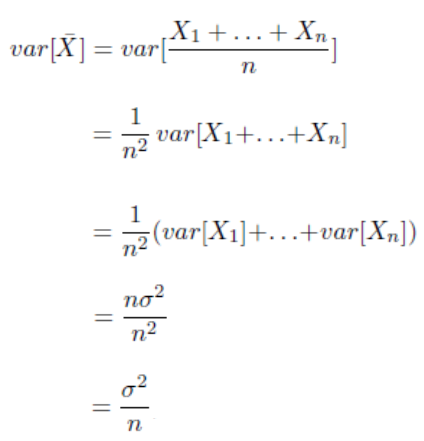 var[X̄] = var[(X₁ + … + Xₙ)/n]
= 1/n² var[X₁+…+Xₙ]
= 1/n² (var[X₁]+…+var[Xₙ])
= nσ²/n²
= σ²/n